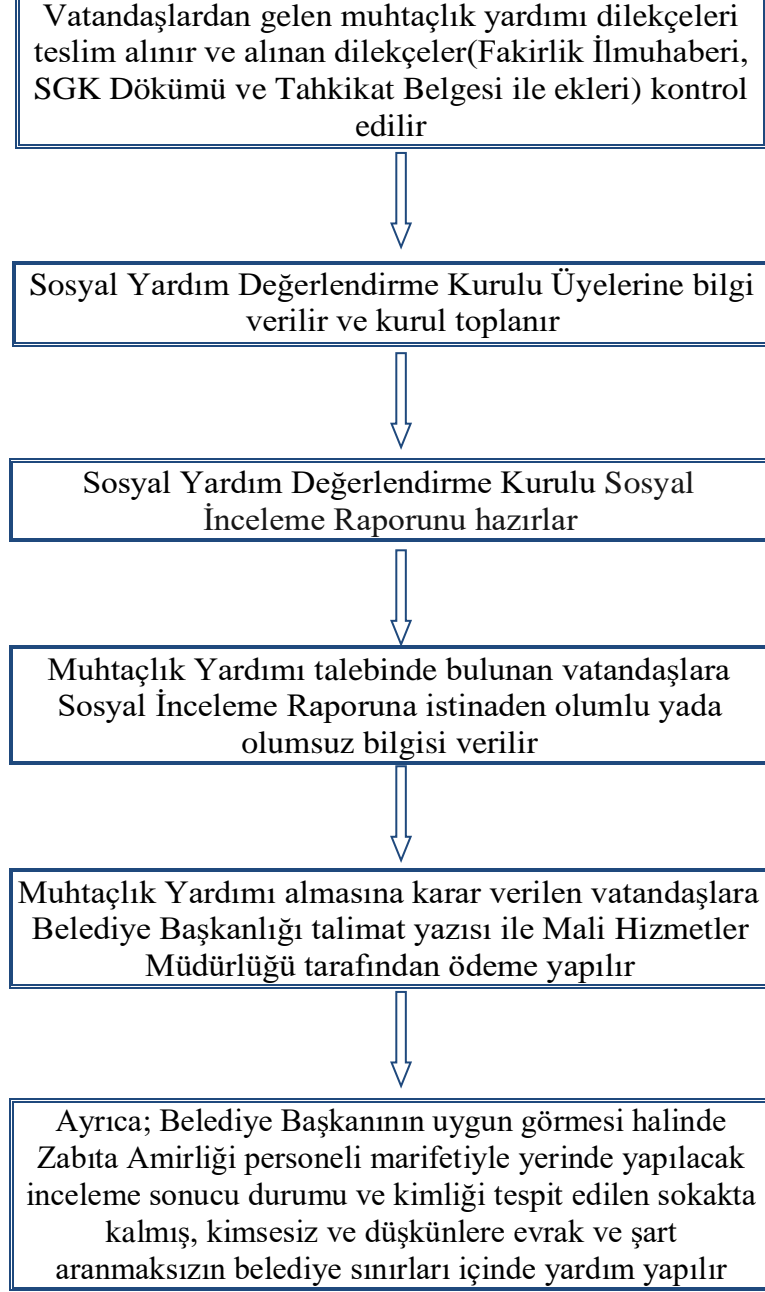 Vatandaşlardan gelen muhtaçlık yardımı dilekçeleri
teslim alınır ve alınan dilekçeler(Fakirlik İlmuhaberi,
SGK Dökümü ve Tahkikat Belgesi ile ekleri) kontrol
edilir
Sosyal Yardım Değerlendirme Kurulu Üyelerine bilgi
verilir ve kurul toplanır
Sosyal Yardım Değerlendirme Kurulu Sosyal
İnceleme Raporunu hazırlar
Muhtaçlık Yardımı talebinde bulunan vatandaşlara
Sosyal İnceleme Raporuna istinaden olumlu yada
olumsuz bilgisi verilir
Muhtaçlık Yardımı almasına karar verilen vatandaşlara
Belediye Başkanlığı talimat yazısı ile Mali Hizmetler
Müdürlüğü tarafından ödeme yapılır
Ayrıca; Belediye Başkanının uygun görmesi halinde
Zabıta Amirliği personeli marifetiyle yerinde yapılacak
inceleme sonucu durumu ve kimliği tespit edilen sokakta
kalmış, kimsesiz ve düşkünlere evrak ve şart
aranmaksızın belediye sınırları içinde yardım yapılır